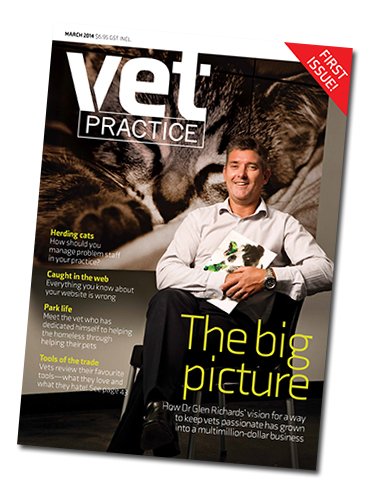 MARCH 2014 $6.95 GST INCL.
FIRST
ISSUE!
vet
PRACTICE
Herding cats
How should you
manage problem staff
in your practice?
Caught in the web
Everything you know about
your website is wrong
Park life
Meet the vet who has
dedicated himself to helping
the homeless through
helping their pets
Tools of the trade
Vets review their favourite
tools—what they love and
what they hate! See page 43
The big
picture
How Dr Glen Richards' vision for a way
to keep vets passionate has grown
into a multimillion-dollar business